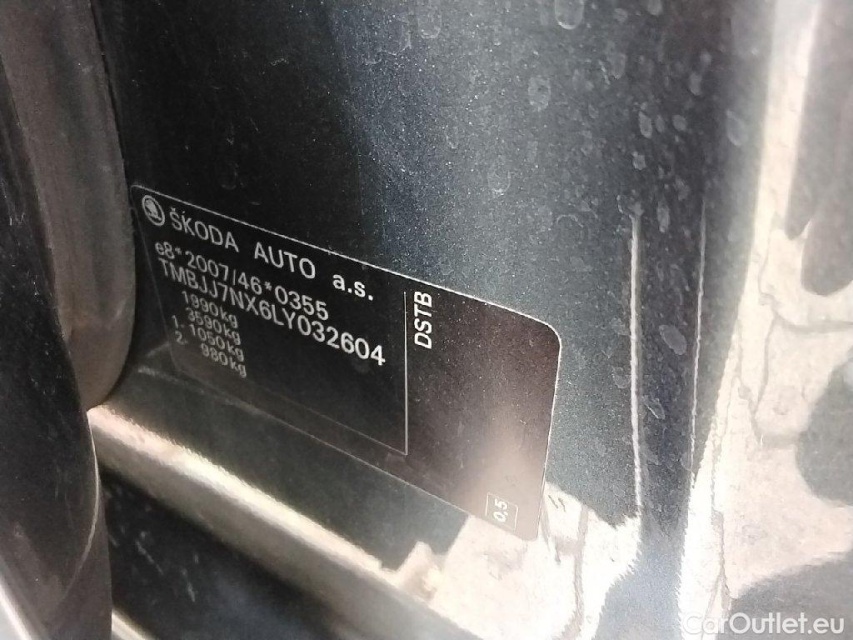 ŠKODA AUTO a.s.
e8*2007/46*0355
TMBJJ7NX6LY032604
1990kg
3590kg
1. 1050kg
2. 980kg
DSTB
0,5
CarOutlet.eu